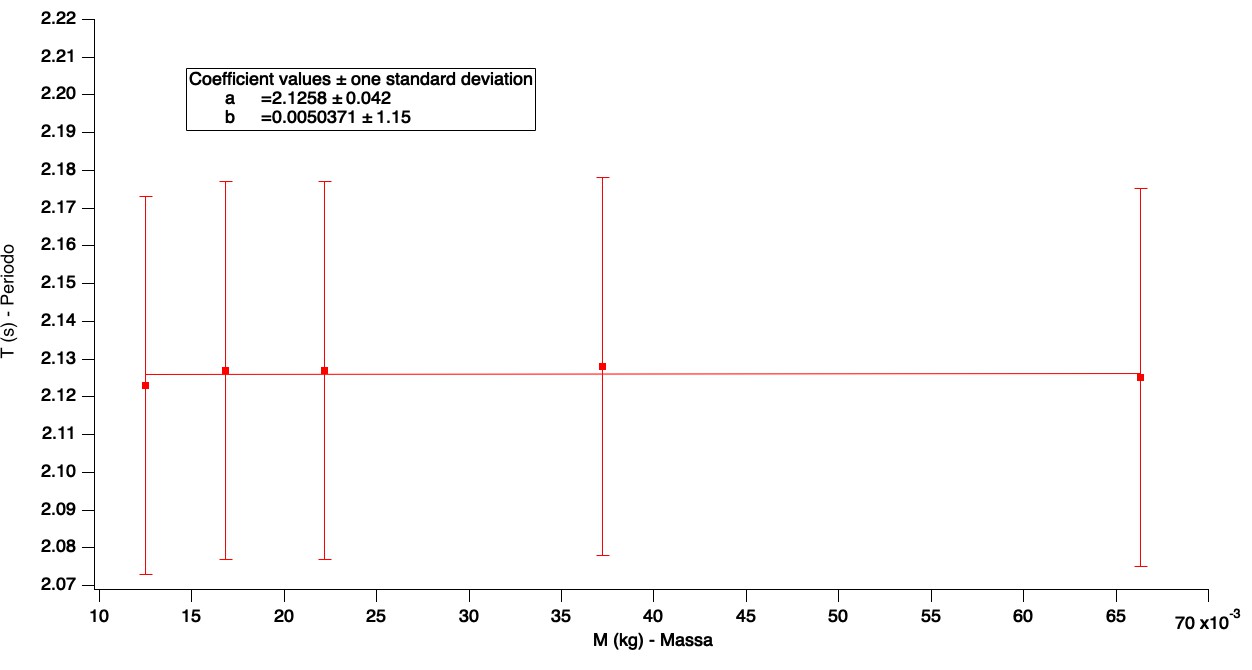 2.22
2.21
2.20
2.19
2.18
2.17
2.16
2.15
2.14
2.13
2.12
2.11
2.10
2.09
2.08
2.07
T (s) - Periodo
Coefficient values ± one standard deviation
a =2.1258 ± 0.042
b =0.0050371 ± 1.15
10 15 20 25 30 35 40 45 50 55 60 65 70 x10-3
M (kg) - Massa